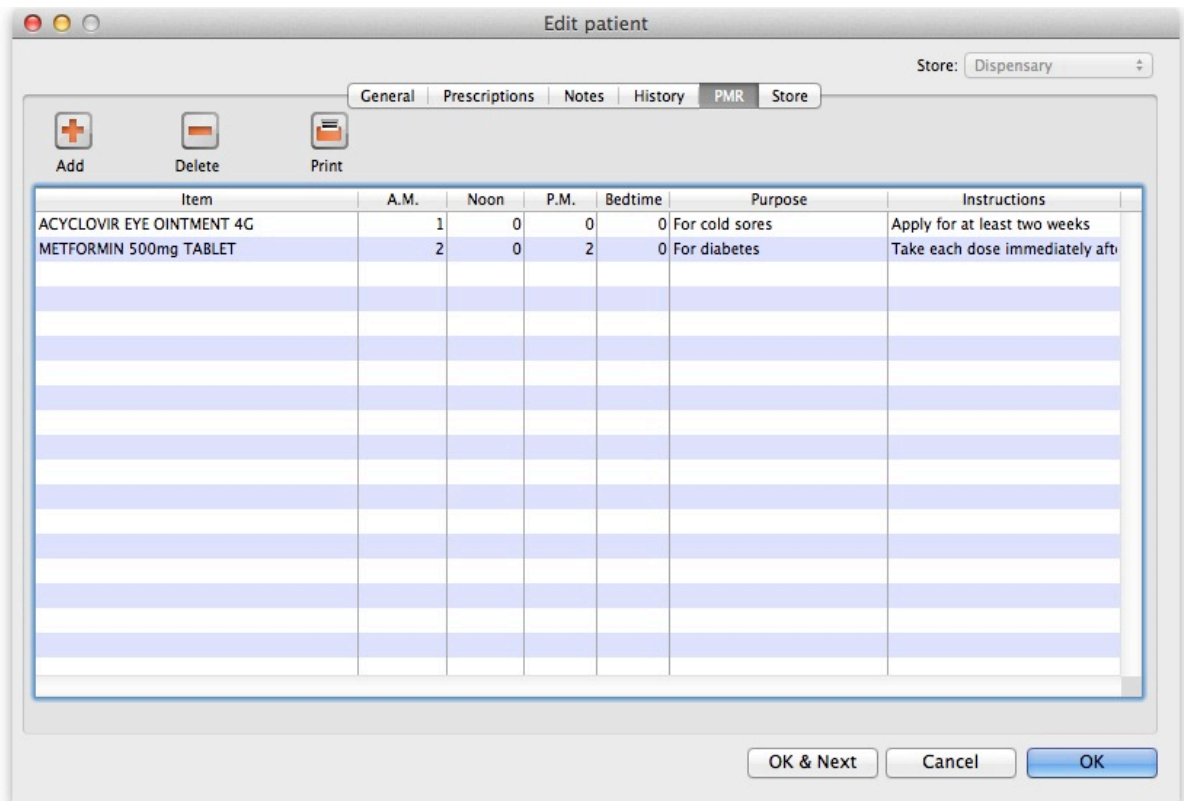 Edit patient
Store: Dispensary
General Prescriptions Notes History PMR Store
Add Delete Print
Item A.M. Noon P.M. Bedtime Purpose Instructions
ACYCLOVIR EYE OINTMENT 4G 1 0 0 0 For cold sores Apply for at least two weeks
METFORMIN 500mg TABLET 2 0 2 0 For diabetes Take each dose immediately aft
OK & Next Cancel OK